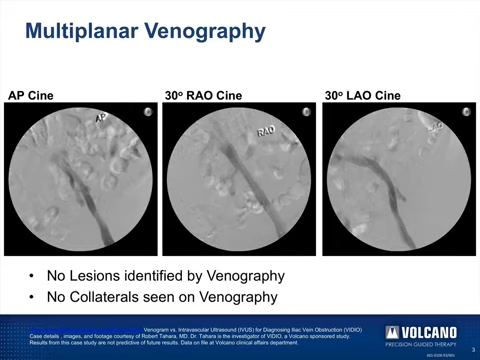 Multiplanar Venography
AP Cine
30º RAO Cine
30º LAO Cine
AP
RAO
• No Lesions identified by Venography
• No Collaterals seen on Venography
Venogram vs. Intravascular Ultrasound (IVUS) for Diagnosing Iliac Vein Obstruction (VIDIO)
Case details , images, and footage courtesy of Robert Tahara, MD. Dr. Tahara is the investigator of VIDIO, a Volcano sponsored study.
Results from this case study are not predictive of future results. Data on file at Volcano clinical affairs department.
VOLCANO
PRECISION GUIDED THERAPY
3